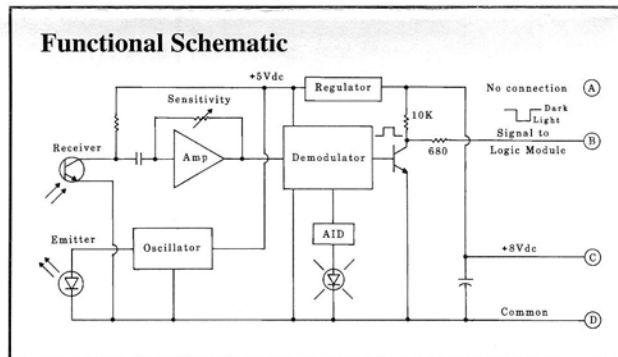 Functional Schematic
+5Vdc
Regulator
No connection
A
Sensitivity
10K
Dark
Light
Receiver
Amp
Demodulator
680
Signal to
Logic Module
B
Emitter
Oscillator
AID
+8Vdc
C
Common
D